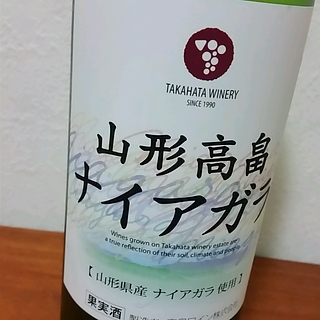 TAKAHATA WINERY
SINCE 1990
山形高畠
ナイアガラ
Wines grown on Takahata winery estate are
a true reflection of their soil, climate and people.
【山形県産 ナイアガラ使用】
果実酒